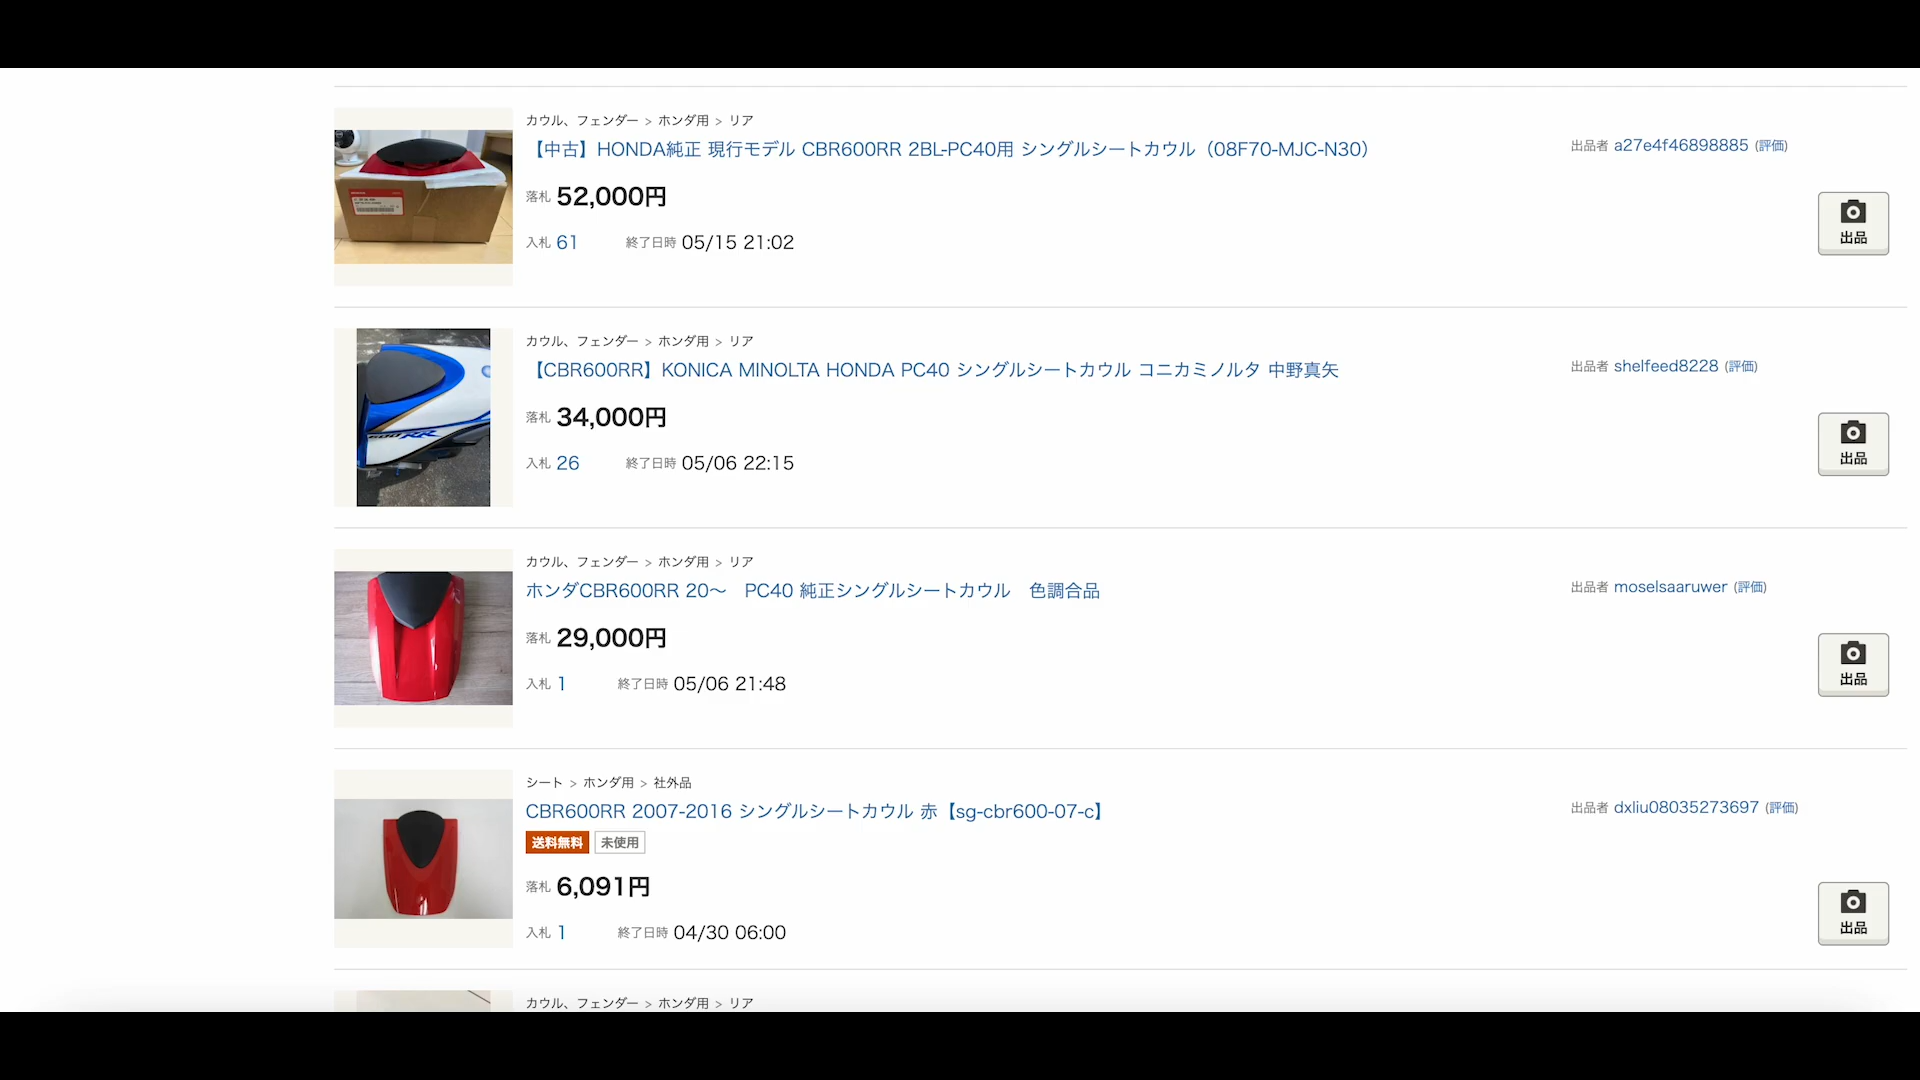 カウル、フェンダー > ホンダ用 > リア
【中古】HONDA純正 現行モデル CBR600RR 2BL-PC40用 シングルシートカウル（08F70-MJC-N30）
落札 52,000円
入札 61 終了日時 05/15 21:02
出品者 a27e4f46898885 (評価)
出品
カウル、フェンダー > ホンダ用 > リア
【CBR600RR】KONICA MINOLTA HONDA PC40 シングルシートカウル コニカミノルタ 中野真矢
落札 34,000円
入札 26 終了日時 05/06 22:15
出品者 shelfeed8228 (評価)
出品
カウル、フェンダー > ホンダ用 > リア
ホンダCBR600RR 20〜　PC40 純正シングルシートカウル　色調合品
落札 29,000円
入札 1 終了日時 05/06 21:48
出品者 moselsaaruwer (評価)
出品
シート > ホンダ用 > 社外品
CBR600RR 2007-2016 シングルシートカウル 赤【sg-cbr600-07-c】
送料無料 未使用
落札 6,091円
入札 1 終了日時 04/30 06:00
出品者 dxliu08035273697 (評価)
出品
カウル、フェンダー > ホンダ用 > リア